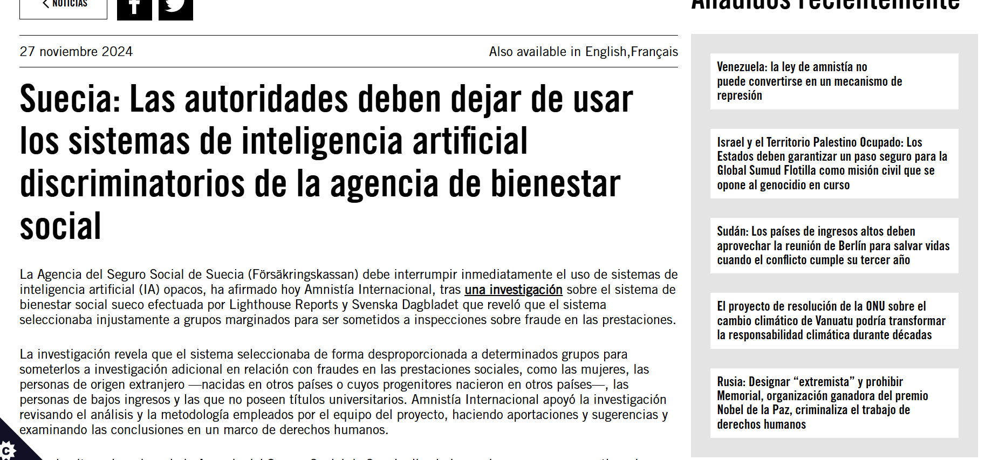 NOTICIAS
Añadidos recientemente
27 noviembre 2024
Also available in English,Français
Suecia: Las autoridades deben dejar de usar
los sistemas de inteligencia artificial
discriminatorios de la agencia de bienestar
social
La Agencia del Seguro Social de Suecia (Försäkringskassan) debe interrumpir inmediatamente el uso de sistemas de
inteligencia artificial (IA) opacos, ha afirmado hoy Amnistía Internacional, tras una investigación sobre el sistema de
bienestar social sueco efectuada por Lighthouse Reports y Svenska Dagbladet que reveló que el sistema
seleccionaba injustamente a grupos marginados para ser sometidos a inspecciones sobre fraude en las prestaciones.
La investigación revela que el sistema seleccionaba de forma desproporcionada a determinados grupos para
someterlos a investigación adicional en relación con fraudes en las prestaciones sociales, como las mujeres, las
personas de origen extranjero —nacidas en otros países o cuyos progenitores nacieron en otros países—, las
personas de bajos ingresos y las que no poseen títulos universitarios. Amnistía Internacional apoyó la investigación
revisando el análisis y la metodología empleados por el equipo del proyecto, haciendo aportaciones y sugerencias y
examinando las conclusiones en un marco de derechos humanos.
Venezuela: la ley de amnistía no
puede convertirse en un mecanismo de
represión
Israel y el Territorio Palestino Ocupado: Los
Estados deben garantizar un paso seguro para la
Global Sumud Flotilla como misión civil que se
opone al genocidio en curso
Sudán: Los países de ingresos altos deben
aprovechar la reunión de Berlín para salvar vidas
cuando el conflicto cumple su tercer año
El proyecto de resolución de la ONU sobre el
cambio climático de Vanuatu podría transformar
la responsabilidad climática durante décadas
Rusia: Designar “extremista” y prohibir
Memorial, organización ganadora del premio
Nobel de la Paz, criminaliza el trabajo de
derechos humanos